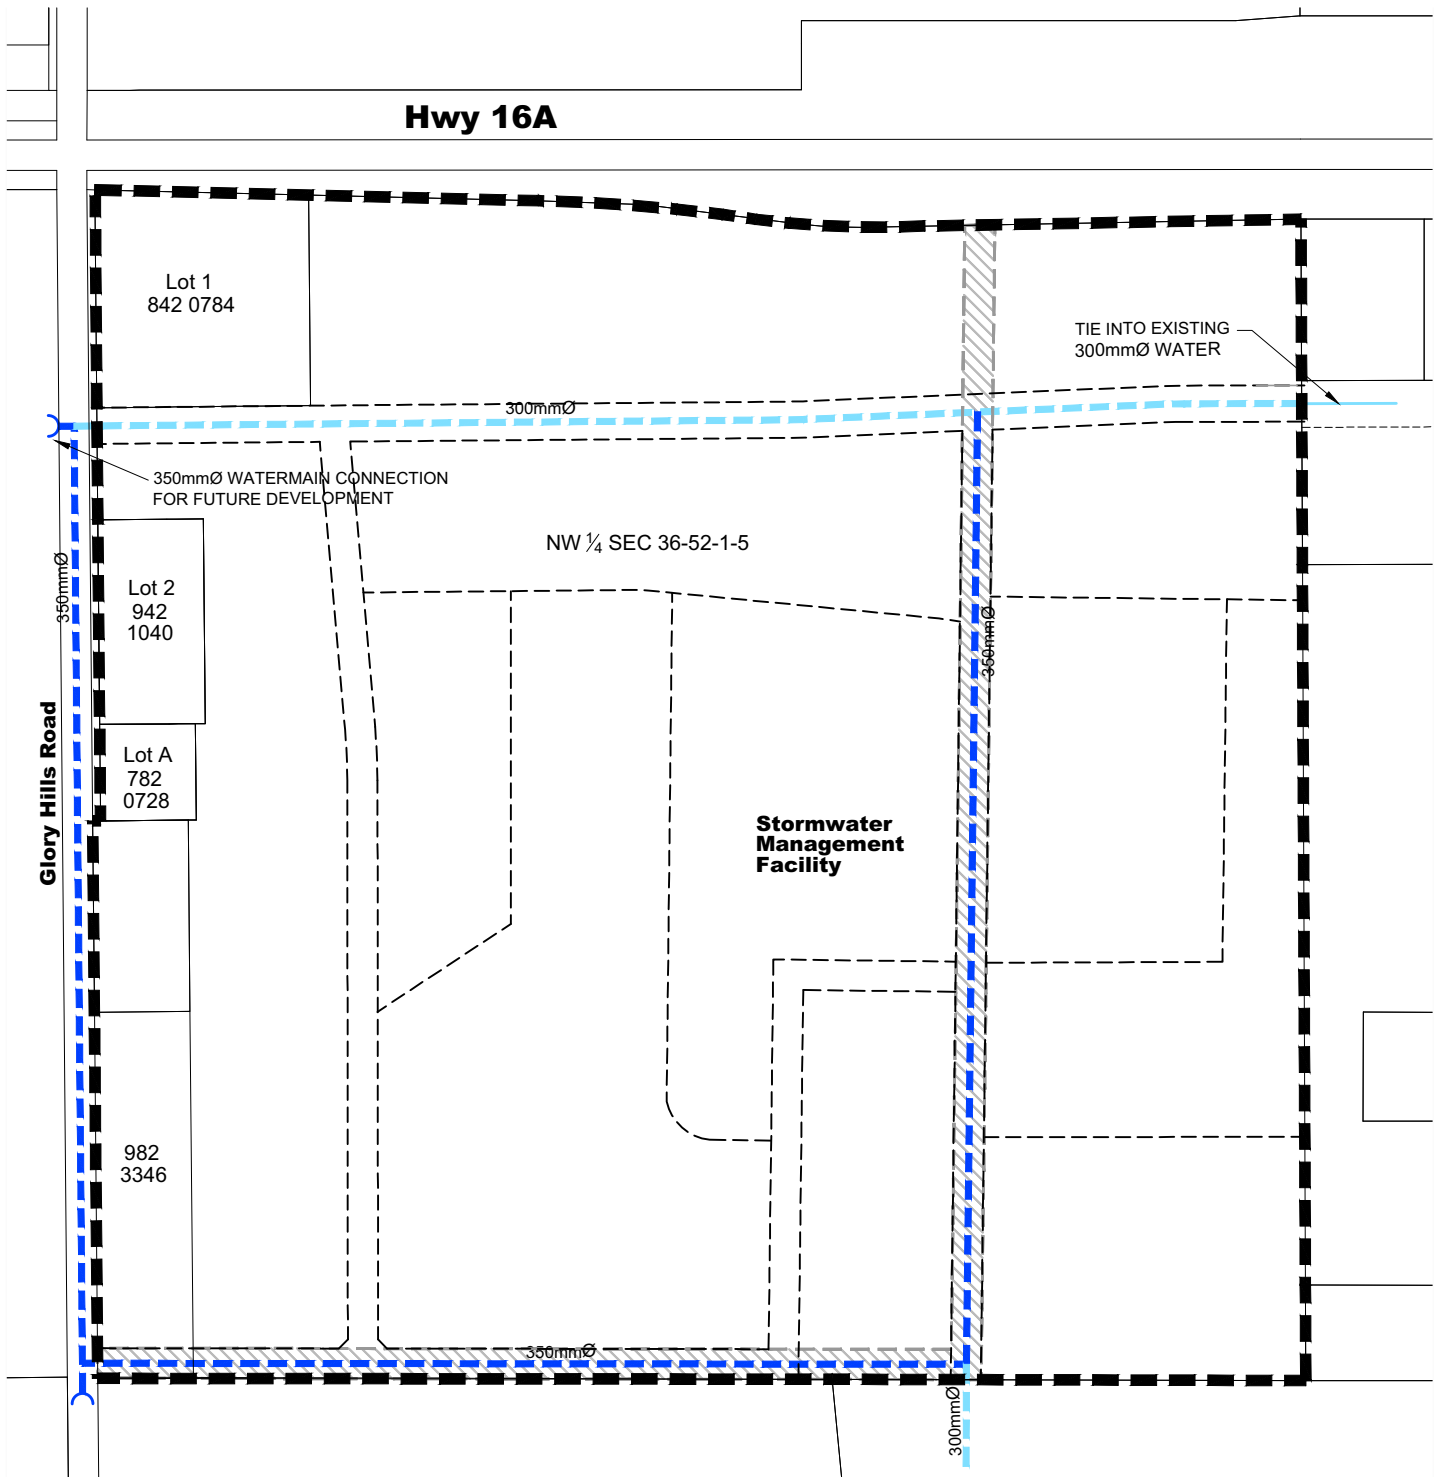 Hwy 16A
Lot 1
842 0784
TIE INTO EXISTING
300mmØ WATER
300mmØ
350mmØ WATERMAIN CONNECTION
FOR FUTURE DEVELOPMENT
NW ¼ SEC 36-52-1-5
350mmØ
Lot 2
942
1040
350mmØ
Glory Hills Road
Lot A
782
0728
Stormwater
Management
Facility
982
3346
350mmØ
300mmØ